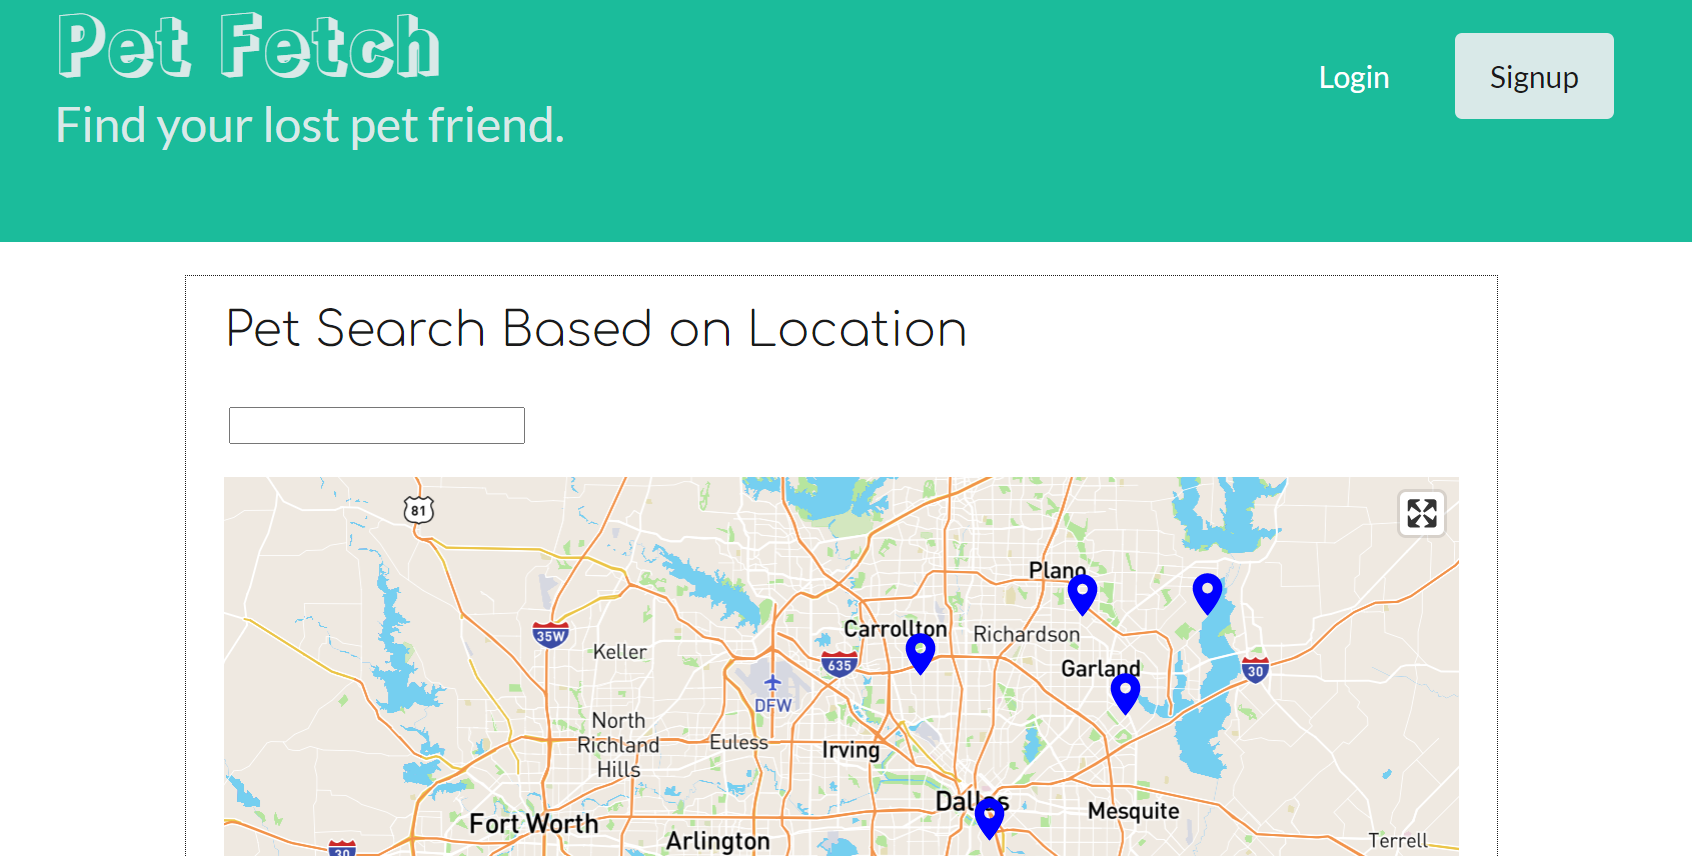 Pet Fetch
Find your lost pet friend.
Login
Signup
Pet Search Based on Location
81
Plano
35W
Keller
Carrollton
Richardson
635
Garland
30
DFW
North
Richland
Hills
Euless
Irving
Dallas
Mesquite
Fort Worth
Arlington
Terrell
30